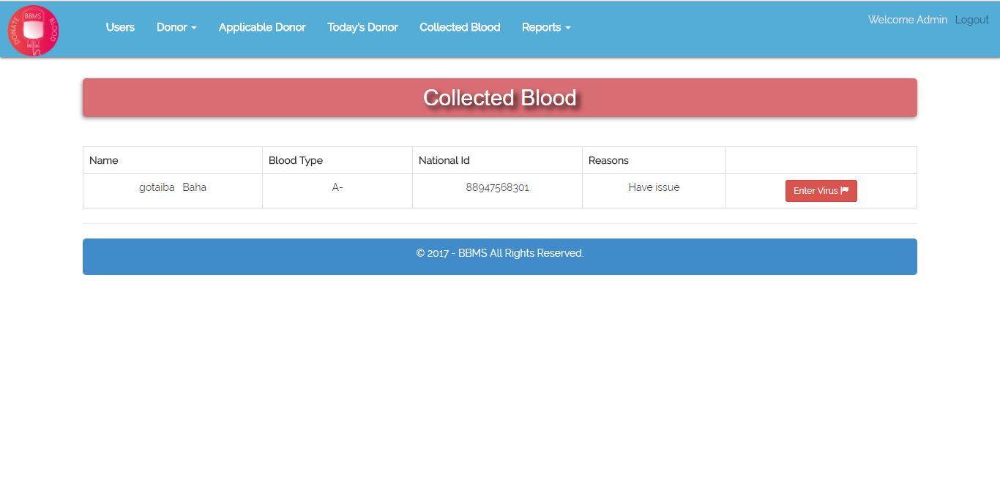 BBMS
DONATE BLOOD
Users Donor Applicable Donor Today's Donor Collected Blood Reports
Welcome Admin Logout
Collected Blood
Name Blood Type National Id Reasons
gotaiba Baha A- 88947568301 Have issue Enter Virus
© 2017 - BBMS All Rights Reserved.